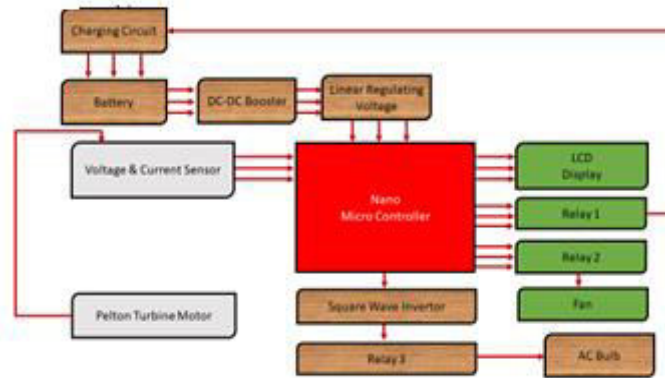 Charging Circuit
Battery
DC-DC Booster
Linear Regulating
Voltage
Voltage & Current Sensor
Nano
Micro Controller
LCD
Display
Relay 1
Relay 2
Pelton Turbine Motor
Square Wave Invertor
Fan
Relay 3
AC Bulb